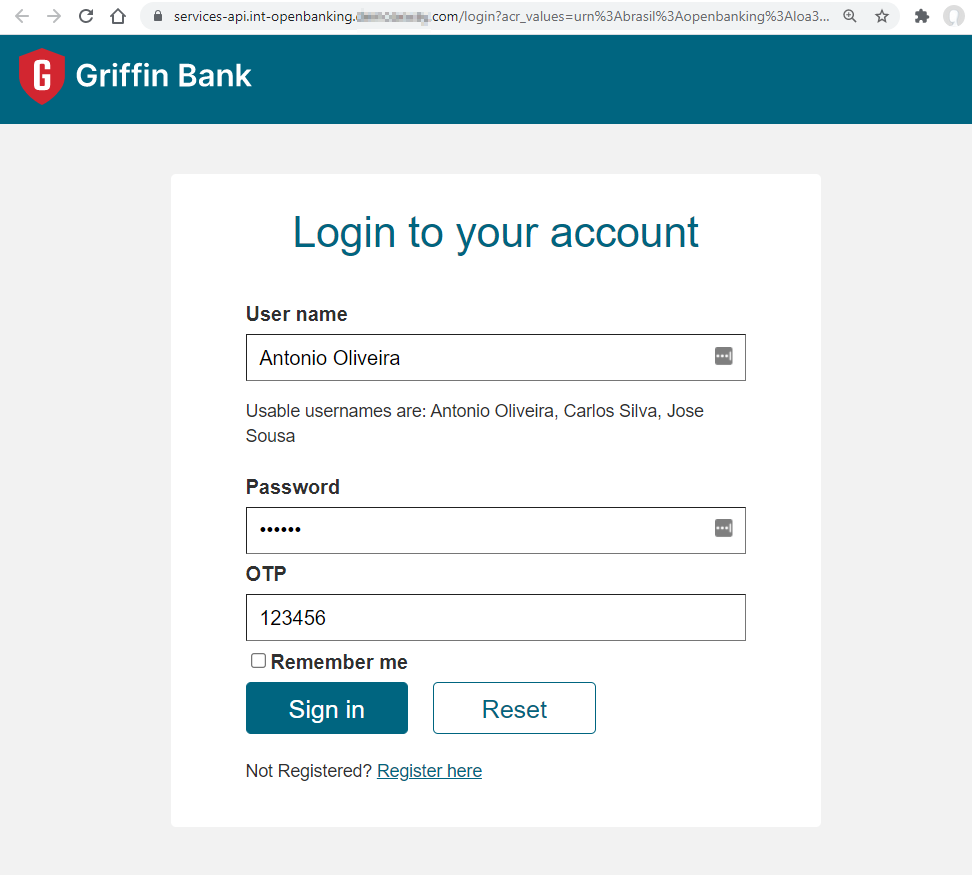 services-api.int-openbanking. .com/login?acr_values=urn%3Abrasil%3Aopenbanking%3Aloa3...
G Griffin Bank
Login to your account
User name
Antonio Oliveira
Usable usernames are: Antonio Oliveira, Carlos Silva, Jose
Sousa
Password
••••••
OTP
123456
Remember me
Sign in Reset
Not Registered? Register here